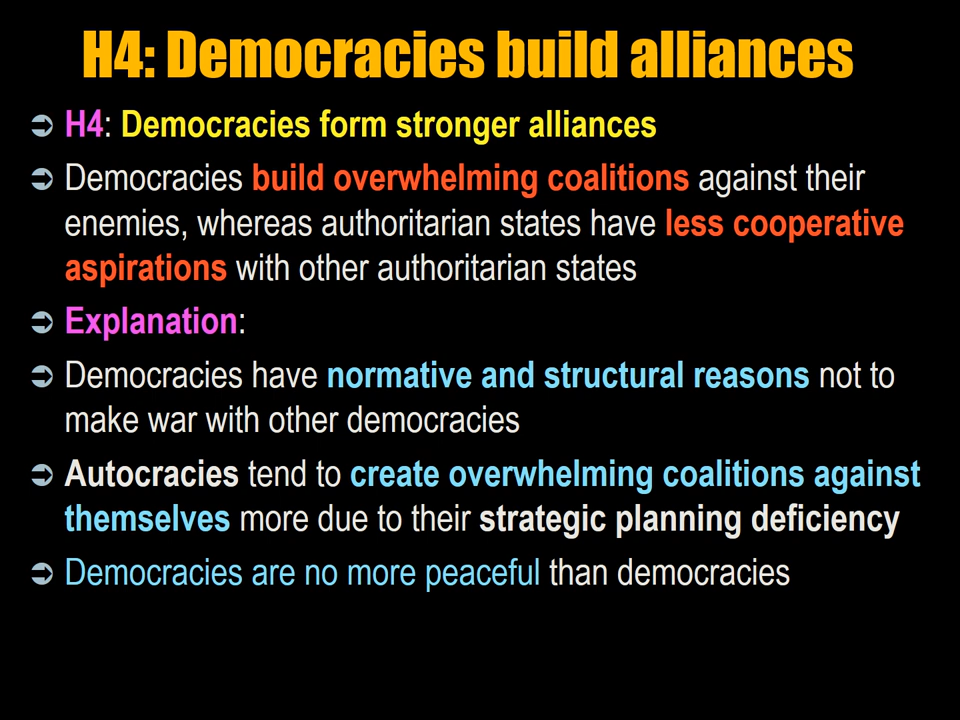 H4: Democracies build alliances
➲ H4: Democracies form stronger alliances
➲ Democracies build overwhelming coalitions against their
enemies, whereas authoritarian states have less cooperative
aspirations with other authoritarian states
➲ Explanation:
➲ Democracies have normative and structural reasons not to
make war with other democracies
➲ Autocracies tend to create overwhelming coalitions against
themselves more due to their strategic planning deficiency
➲ Democracies are no more peaceful than democracies